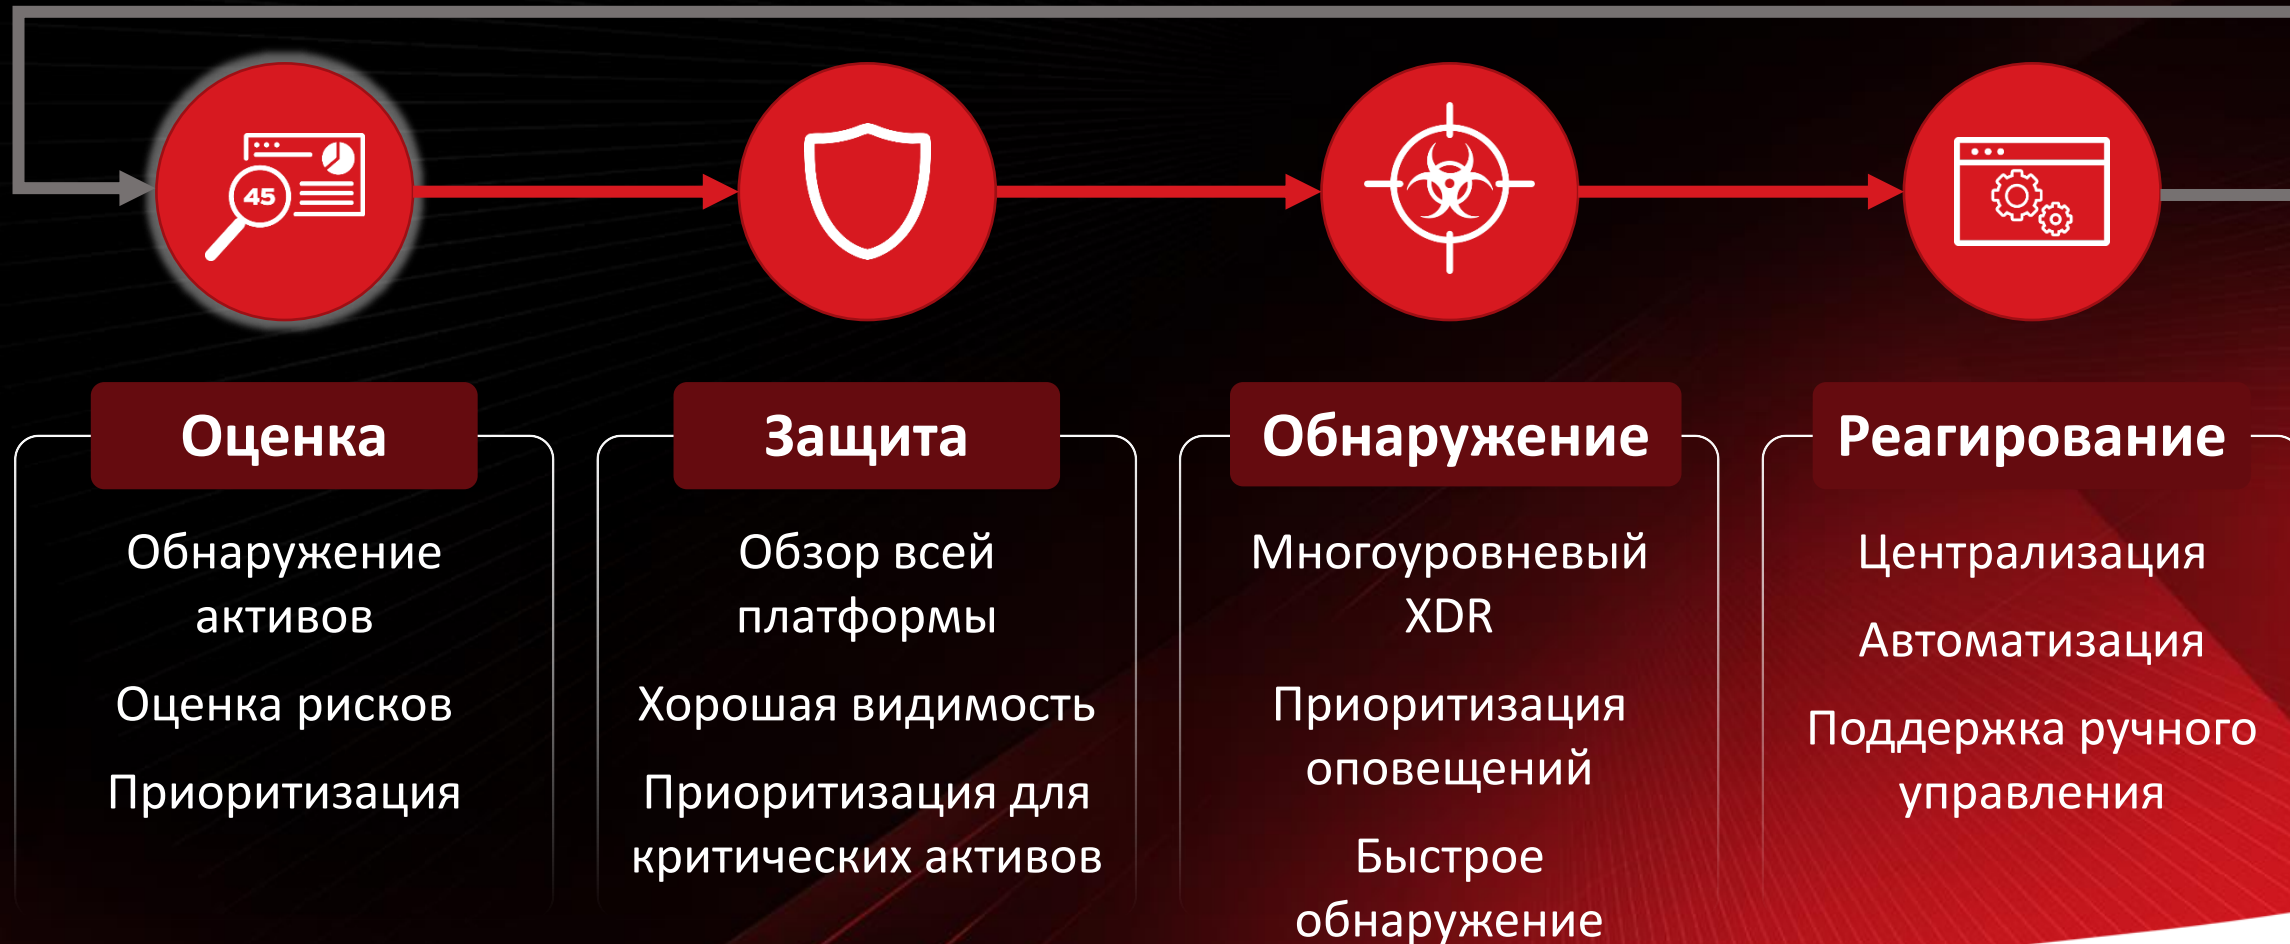 45
Оценка
Обнаружение
активов
Оценка рисков
Приоритизация
Защита
Обзор всей
платформы
Хорошая видимость
Приоритизация для
критических активов
Обнаружение
Многоуровневый
XDR
Приоритизация
оповещений
Быстрое
обнаружение
Реагирование
Централизация
Автоматизация
Поддержка ручного
управления